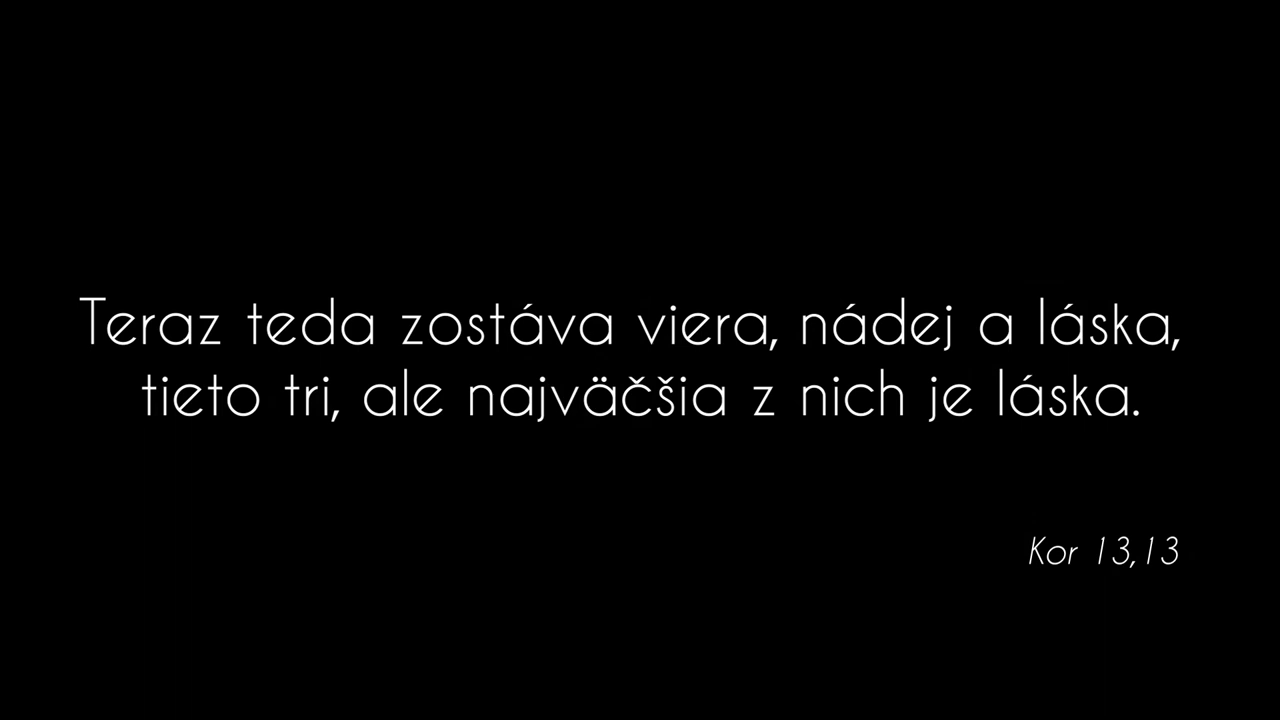 Teraz teda zostáva viera, nádej a láska,
tieto tri, ale najväčšia z nich je láska.
Kor 13,13